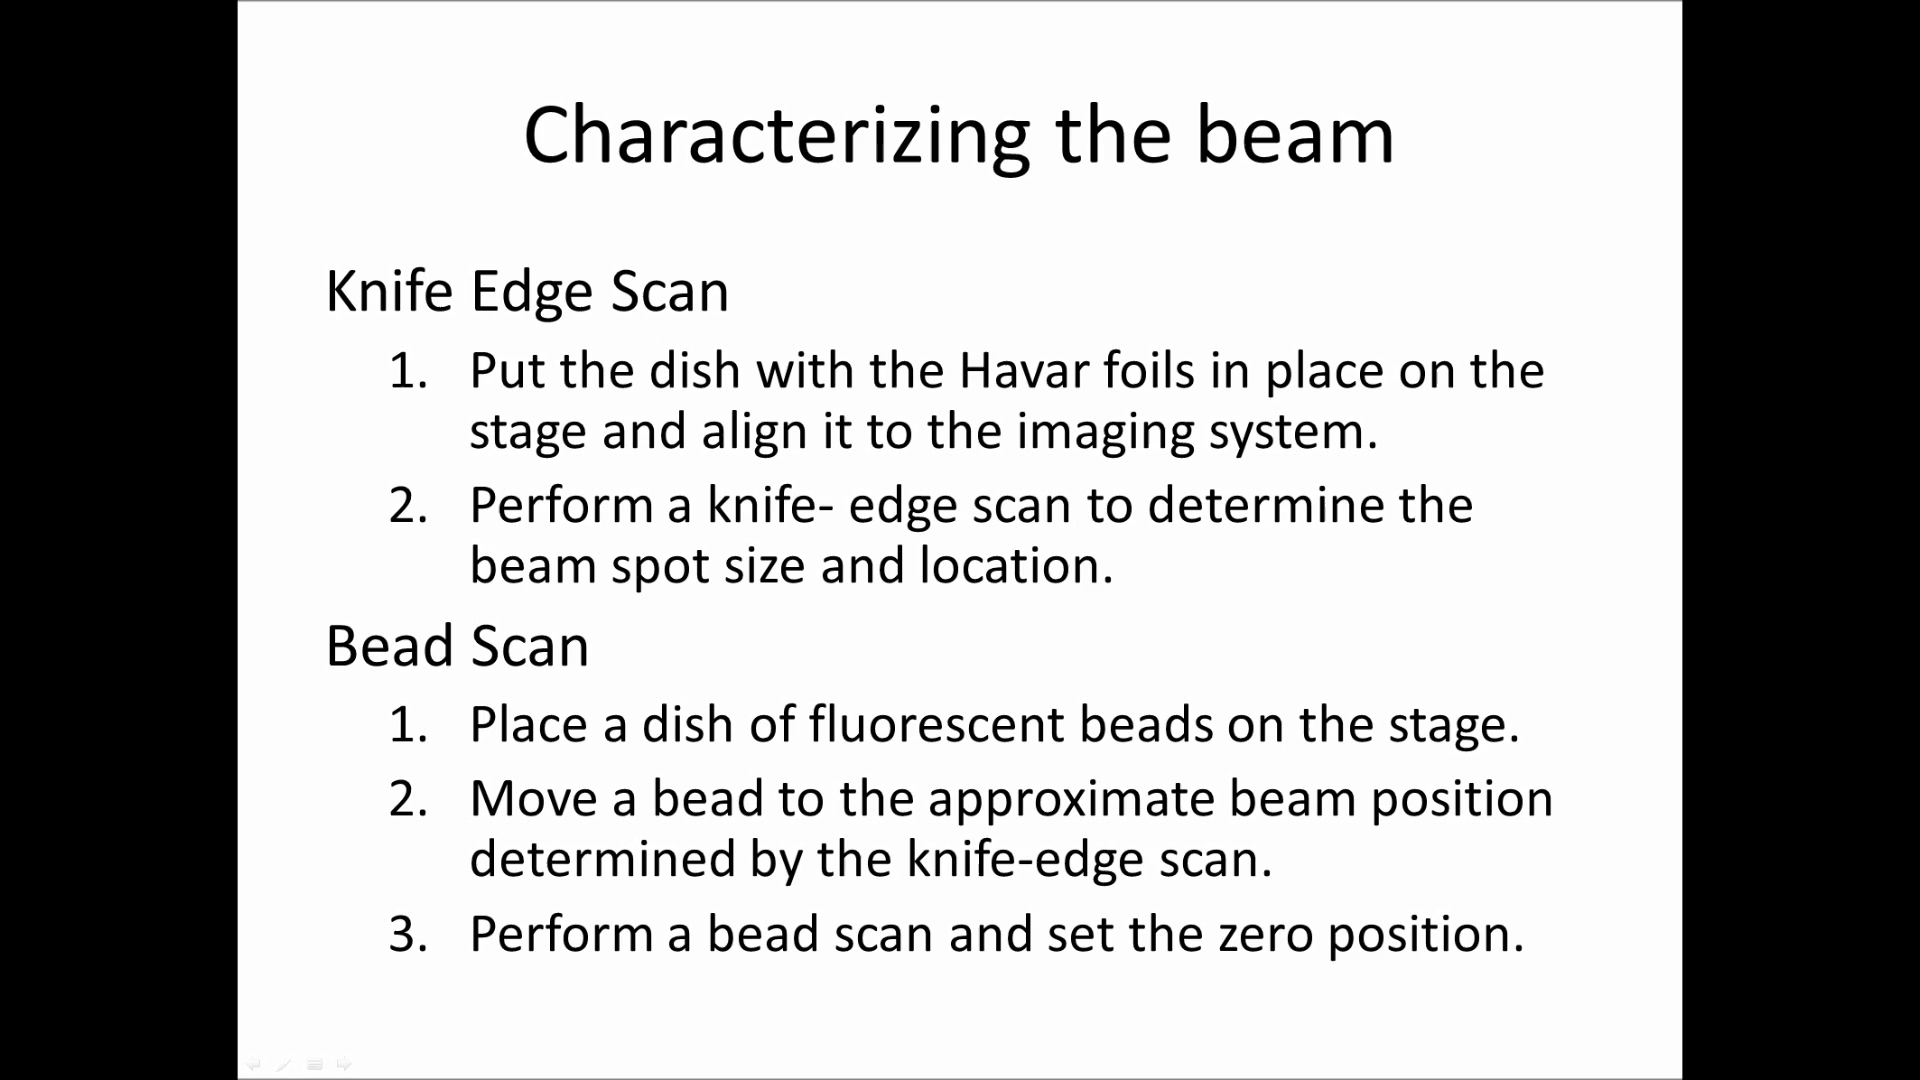 Characterizing the beam
Knife Edge Scan
1. Put the dish with the Havar foils in place on the
stage and align it to the imaging system.
2. Perform a knife- edge scan to determine the
beam spot size and location.
Bead Scan
1. Place a dish of fluorescent beads on the stage.
2. Move a bead to the approximate beam position
determined by the knife-edge scan.
3. Perform a bead scan and set the zero position.